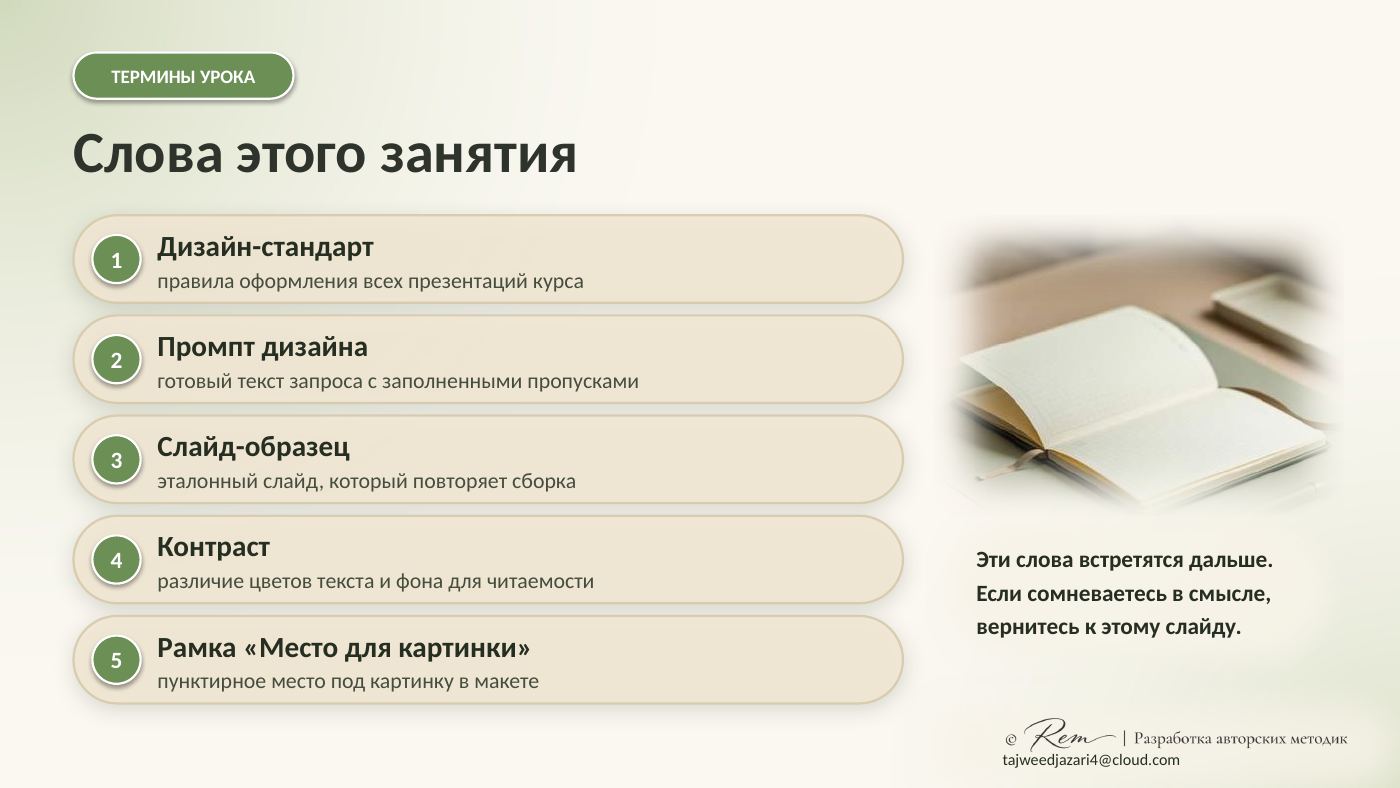 ТЕРМИНЫ УРОКА
Слова этого занятия
1
Дизайн-стандарт
правила оформления всех презентаций курса
2
Промпт дизайна
готовый текст запроса с заполненными пропусками
3
Слайд-образец
эталонный слайд, который повторяет сборка
4
Контраст
различие цветов текста и фона для читаемости
5
Рамка «Место для картинки»
пунктирное место под картинку в макете
Эти слова встретятся дальше.
Если сомневаетесь в смысле,
вернитесь к этому слайду.
© Rem | Разработка авторских методик
tajweedjazari4@cloud.com